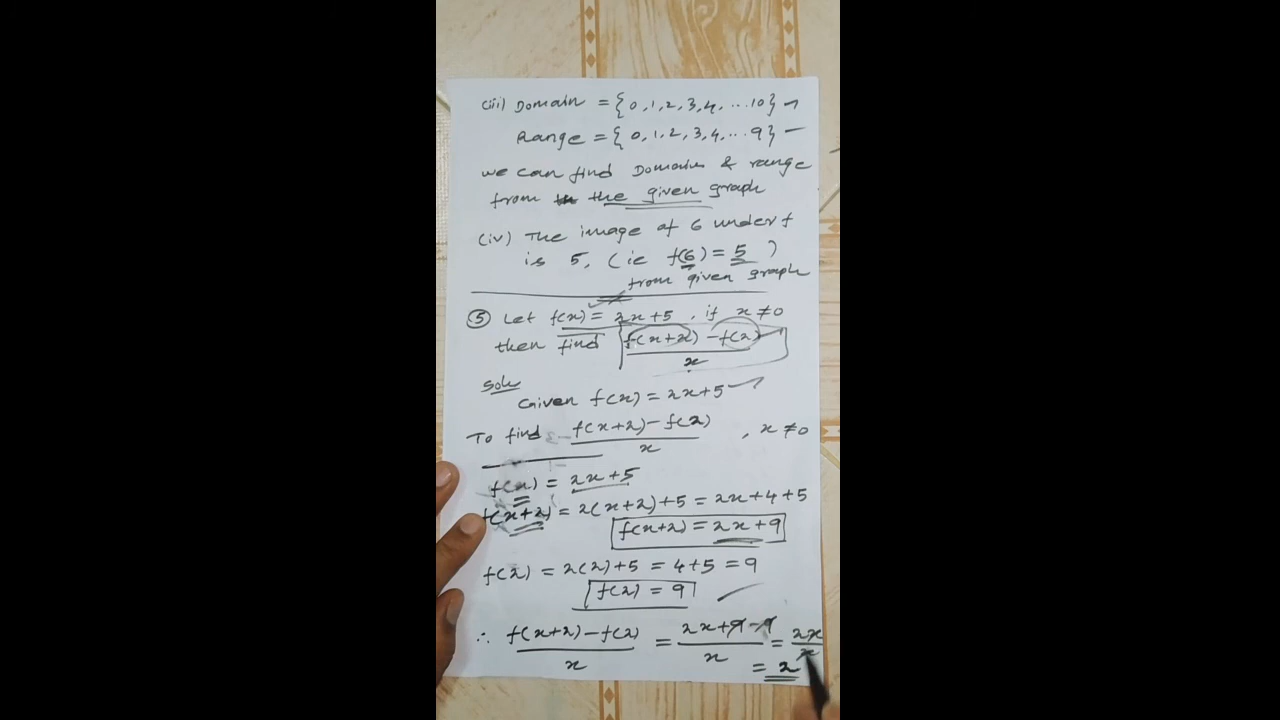 (iii) Domain = { 0, 1, 2, 3, 4, ... 10}
Range = { 0, 1, 2, 3, 4, ... 9}
we can find Domain & range
from the given graph
(iv) The image of 6 under f
is 5, (ie f(6) = 5 )
from given graph
⑤ Let f(x) = 2x+5 , if x ≠ 0
then find f(x+2) - f(2)
x
Soln
Given f(x) = 2x+5
To find f(x+2) - f(2) , x ≠ 0
x
f(x) = 2x+5
f(x+2) = 2(x+2)+5 = 2x+4+5
f(x+2) = 2x+9
f(2) = 2(2)+5 = 4+5 = 9
f(2) = 9
∴ f(x+2) - f(2) = 2x+9-9 = 2x
x x x
= 2